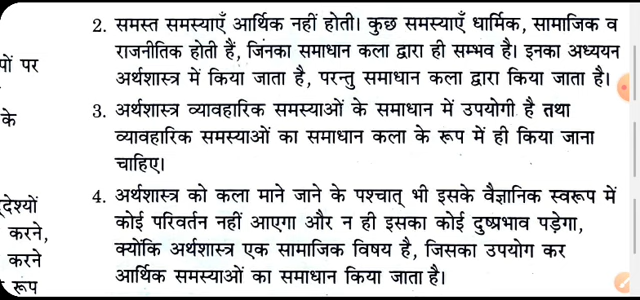 2. समस्त समस्याएँ आर्थिक नहीं होती। कुछ समस्याएँ धार्मिक, सामाजिक व
राजनीतिक होती हैं, जिनका समाधान कला द्वारा ही सम्भव है। इनका अध्ययन
अर्थशास्त्र में किया जाता है, परन्तु समाधान कला द्वारा किया जाता है।
3. अर्थशास्त्र व्यावहारिक समस्याओं के समाधान में उपयोगी है तथा
व्यावहारिक समस्याओं का समाधान कला के रूप में ही किया जाना
चाहिए।
4. अर्थशास्त्र को कला माने जाने के पश्चात् भी इसके वैज्ञानिक स्वरूप में
कोई परिवर्तन नहीं आएगा और न ही इसका कोई दुष्प्रभाव पड़ेगा,
क्योंकि अर्थशास्त्र एक सामाजिक विषय है, जिसका उपयोग कर
आर्थिक समस्याओं का समाधान किया जाता है।
पर
के
करने,
करने
रूप